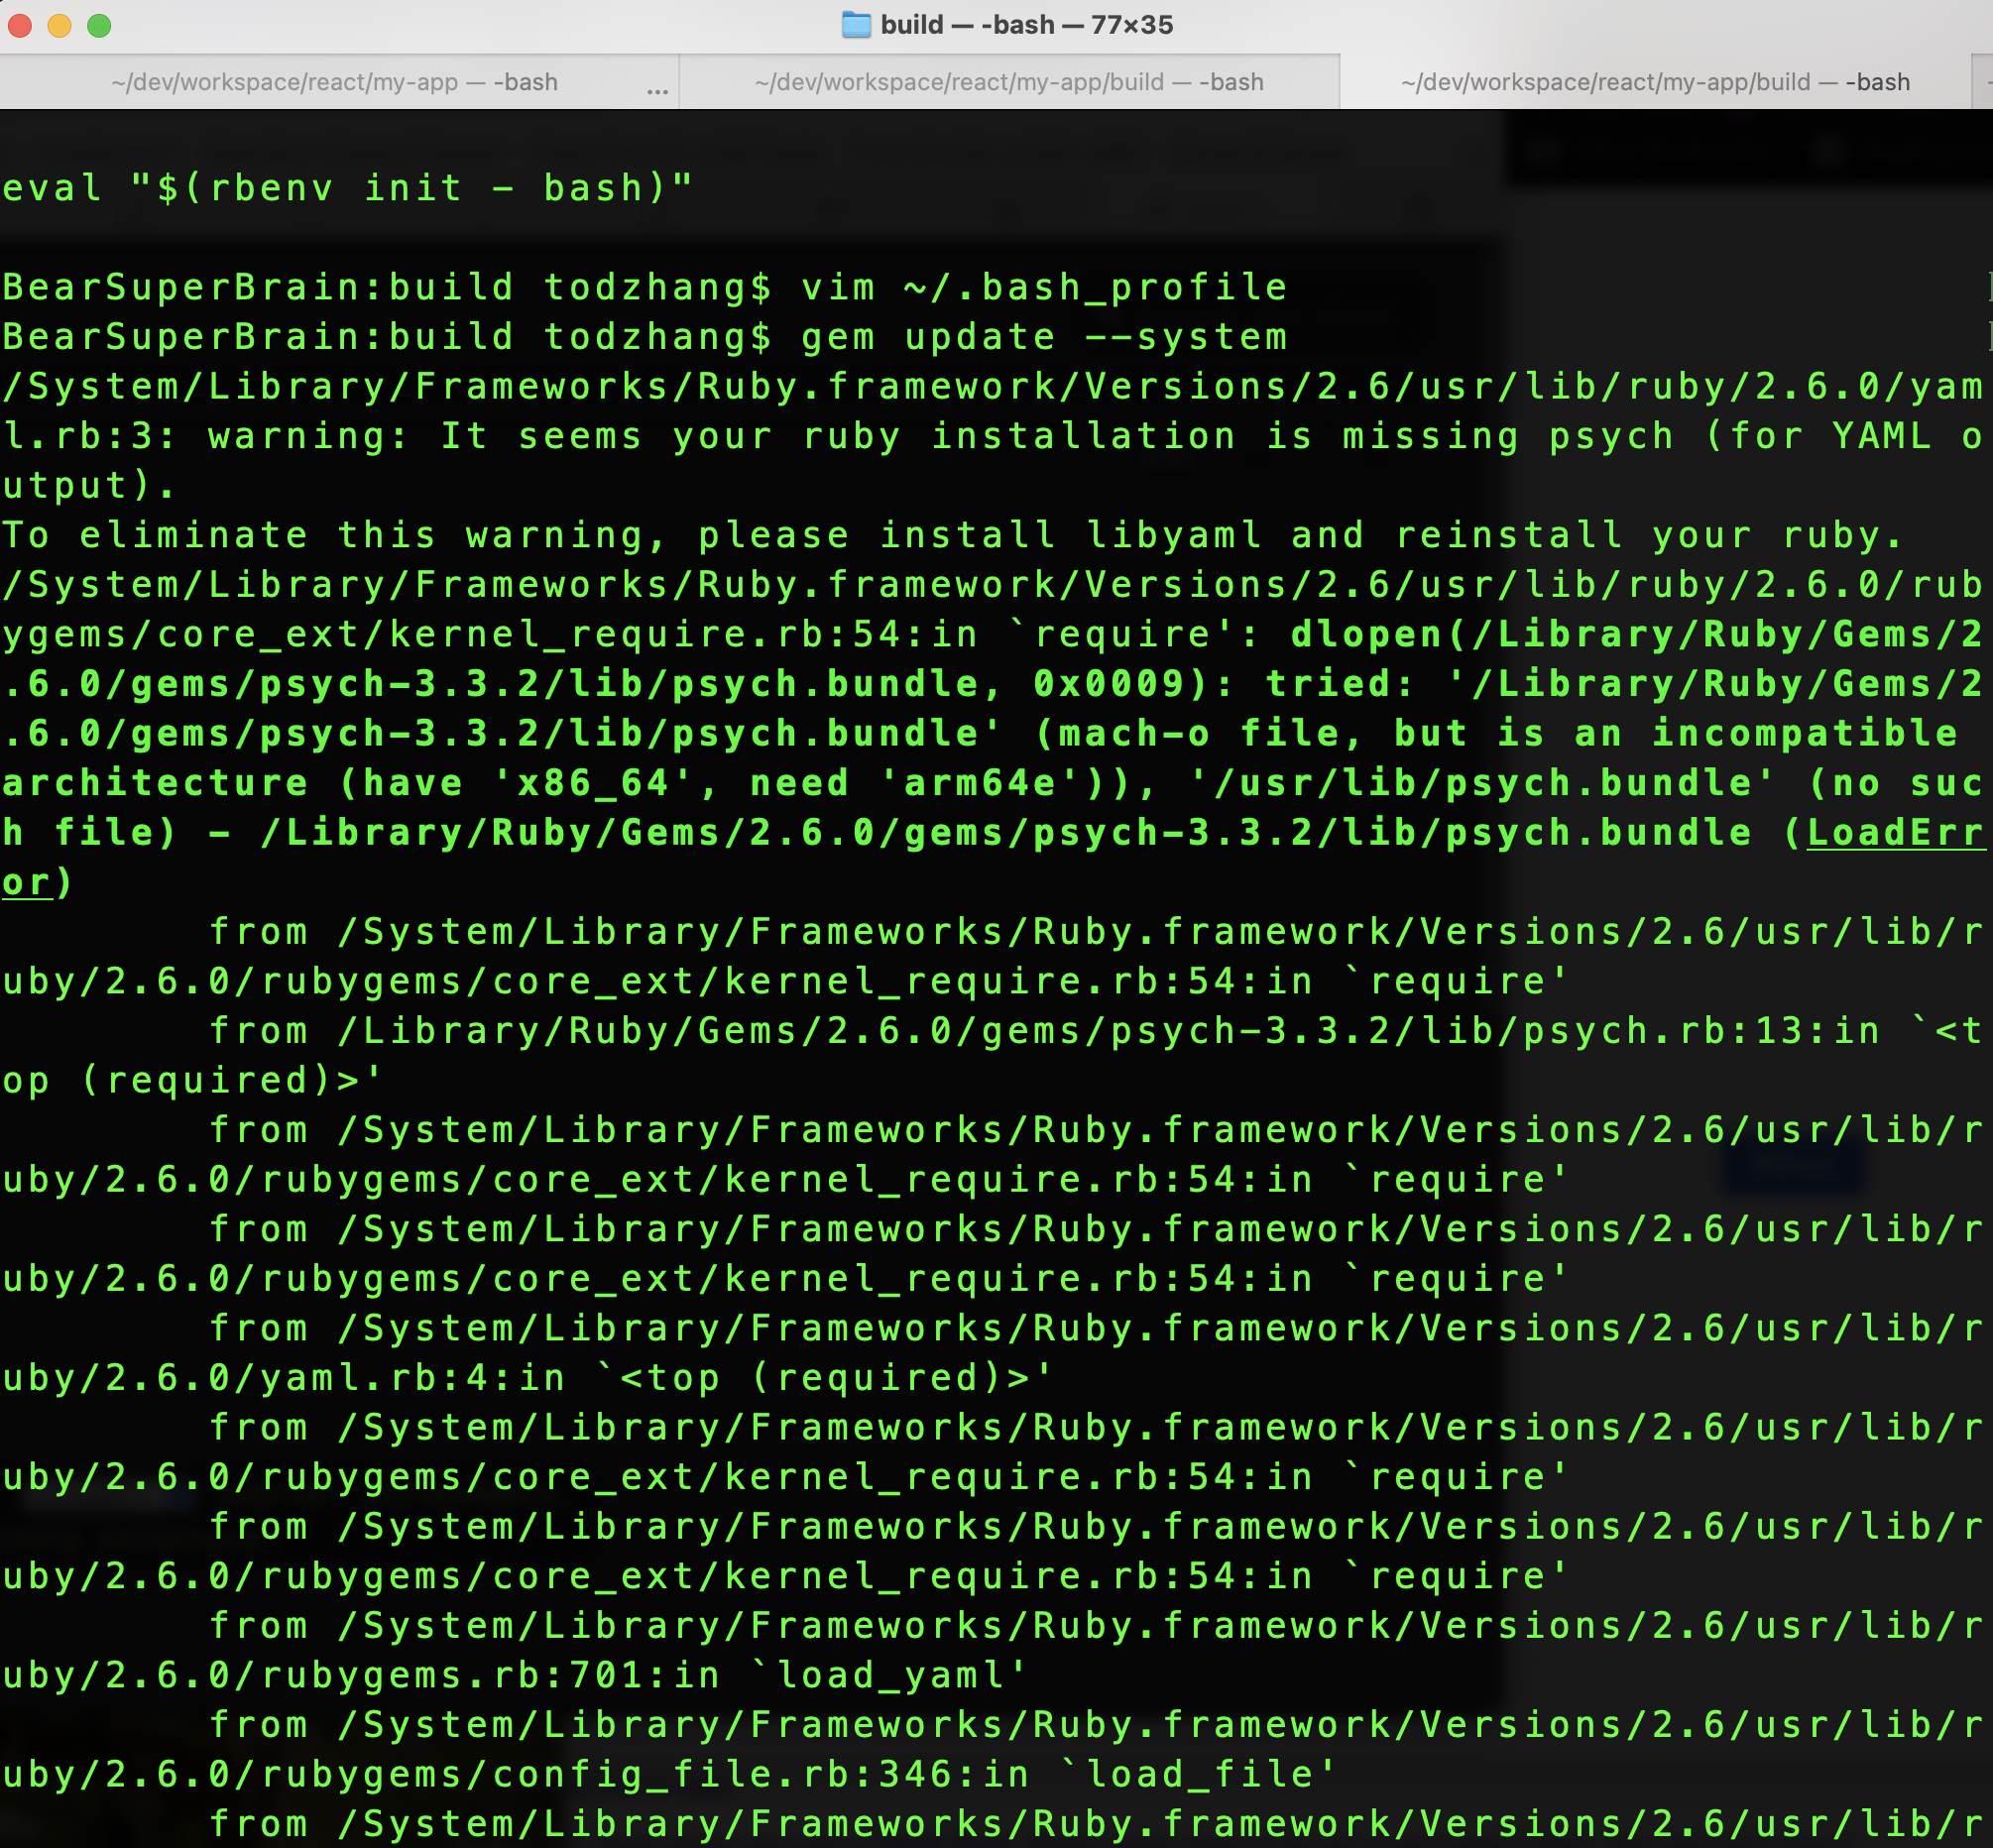 build — -bash — 77×35
~/dev/workspace/react/my-app — -bash ... ~/dev/workspace/react/my-app/build — -bash ~/dev/workspace/react/my-app/build — -bash
eval "$(rbenv init - bash)"
BearSuperBrain:build todzhang$ vim ~/.bash_profile
BearSuperBrain:build todzhang$ gem update --system
/System/Library/Frameworks/Ruby.framework/Versions/2.6/usr/lib/ruby/2.6.0/yam
l.rb:3: warning: It seems your ruby installation is missing psych (for YAML o
utput).
To eliminate this warning, please install libyaml and reinstall your ruby.
/System/Library/Frameworks/Ruby.framework/Versions/2.6/usr/lib/ruby/2.6.0/rub
ygems/core_ext/kernel_require.rb:54:in `require': dlopen(/Library/Ruby/Gems/2
.6.0/gems/psych-3.3.2/lib/psych.bundle, 0x0009): tried: '/Library/Ruby/Gems/2
.6.0/gems/psych-3.3.2/lib/psych.bundle' (mach-o file, but is an incompatible
architecture (have 'x86_64', need 'arm64e')), '/usr/lib/psych.bundle' (no suc
h file) - /Library/Ruby/Gems/2.6.0/gems/psych-3.3.2/lib/psych.bundle (LoadErr
or)
from /System/Library/Frameworks/Ruby.framework/Versions/2.6/usr/lib/r
uby/2.6.0/rubygems/core_ext/kernel_require.rb:54:in `require'
from /Library/Ruby/Gems/2.6.0/gems/psych-3.3.2/lib/psych.rb:13:in `<t
op (required)>'
from /System/Library/Frameworks/Ruby.framework/Versions/2.6/usr/lib/r
uby/2.6.0/rubygems/core_ext/kernel_require.rb:54:in `require'
from /System/Library/Frameworks/Ruby.framework/Versions/2.6/usr/lib/r
uby/2.6.0/rubygems/core_ext/kernel_require.rb:54:in `require'
from /System/Library/Frameworks/Ruby.framework/Versions/2.6/usr/lib/r
uby/2.6.0/yaml.rb:4:in `<top (required)>'
from /System/Library/Frameworks/Ruby.framework/Versions/2.6/usr/lib/r
uby/2.6.0/rubygems/core_ext/kernel_require.rb:54:in `require'
from /System/Library/Frameworks/Ruby.framework/Versions/2.6/usr/lib/r
uby/2.6.0/rubygems/core_ext/kernel_require.rb:54:in `require'
from /System/Library/Frameworks/Ruby.framework/Versions/2.6/usr/lib/r
uby/2.6.0/rubygems.rb:701:in `load_yaml'
from /System/Library/Frameworks/Ruby.framework/Versions/2.6/usr/lib/r
uby/2.6.0/rubygems/config_file.rb:346:in `load_file'
from /System/Library/Frameworks/Ruby.framework/Versions/2.6/usr/lib/r